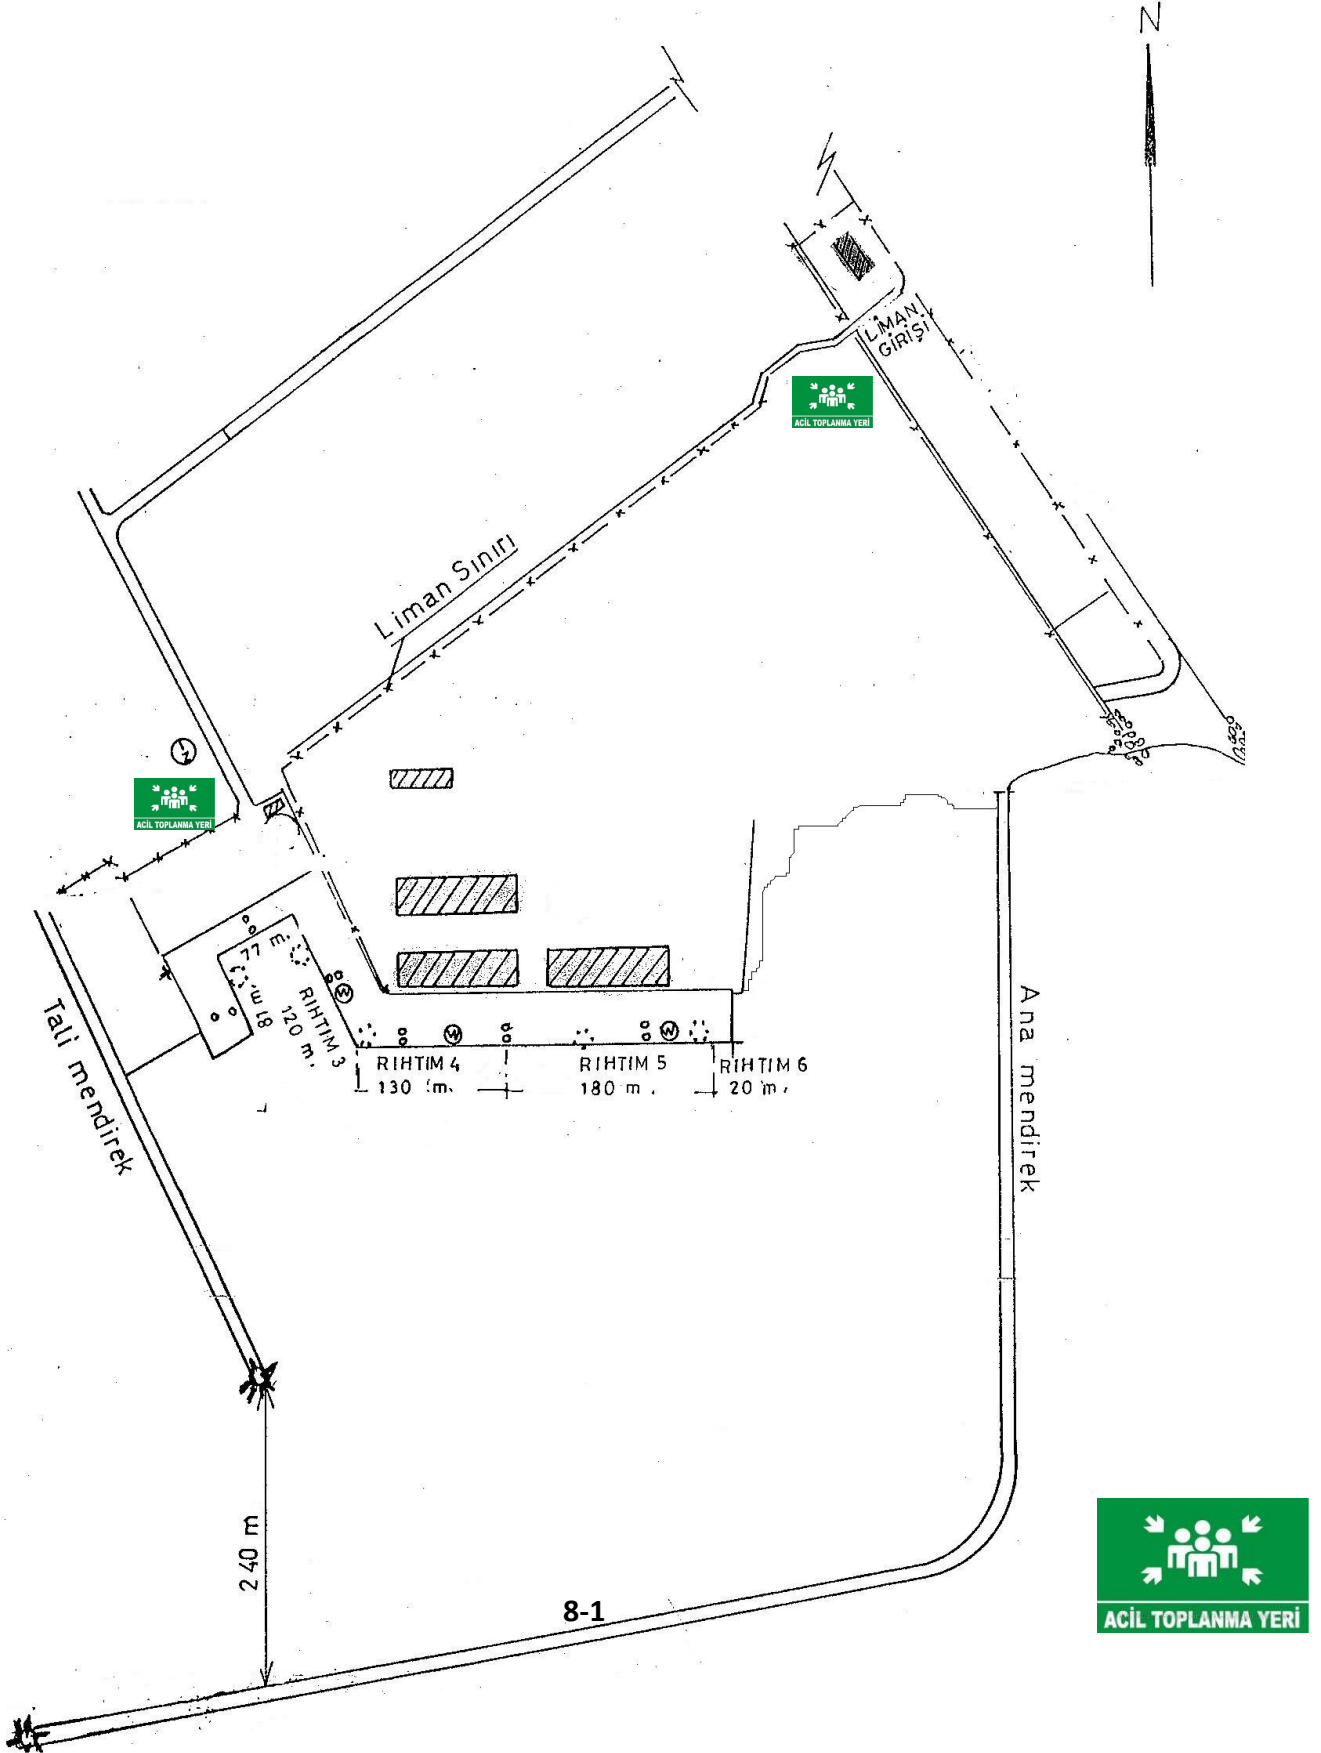 N
LİMAN
GİRİŞİ
ACİL TOPLANMA YERİ
Liman Sınırı
ACİL TOPLANMA YERİ
77 m.
81 m.
RIHTIM 3
120 m.
W
W
W
RIHTIM 4
130 m.
RIHTIM 5
180 m.
RIHTIM 6
20 m.
Tali mendirek
Ana mendirek
240 m
8-1
ACİL TOPLANMA YERİ